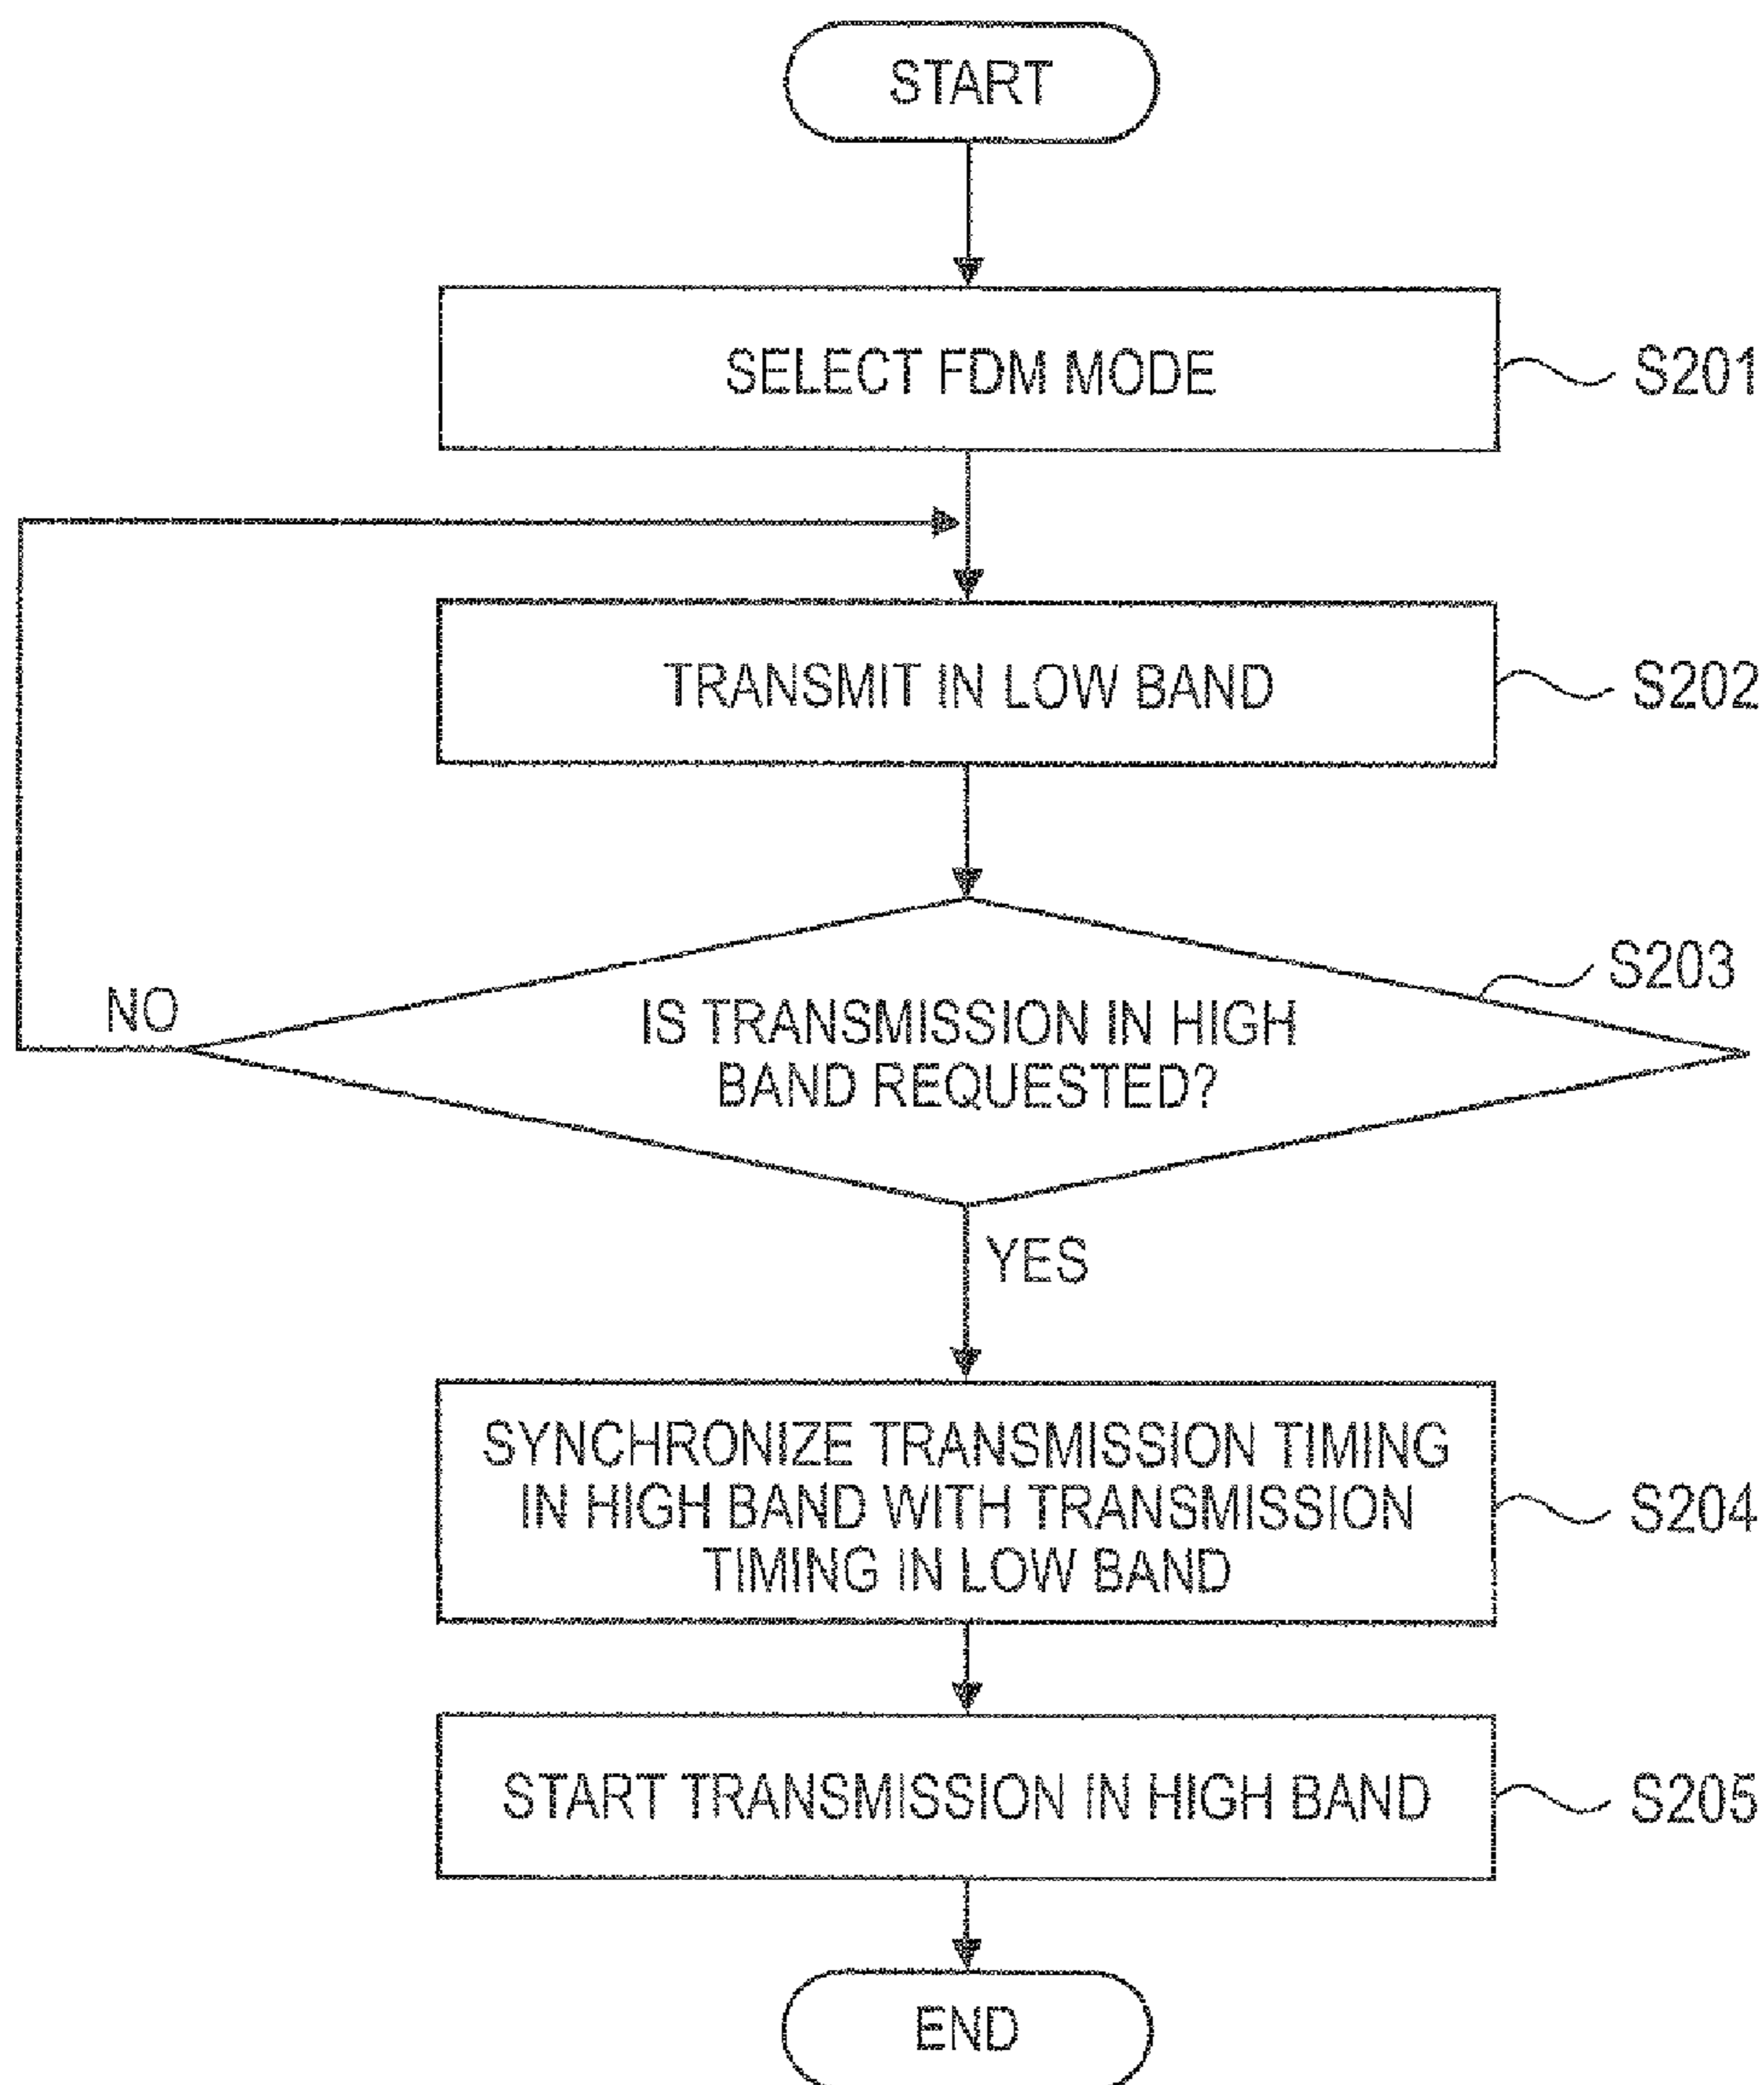 START
SELECT FDM MODE
S201
TRANSMIT IN LOW BAND
S202
S203
NO
IS TRANSMISSION IN HIGH
BAND REQUESTED?
YES
SYNCHRONIZE TRANSMISSION TIMING
IN HIGH BAND WITH TRANSMISSION
TIMING IN LOW BAND
S204
START TRANSMISSION IN HIGH BAND
S205
END